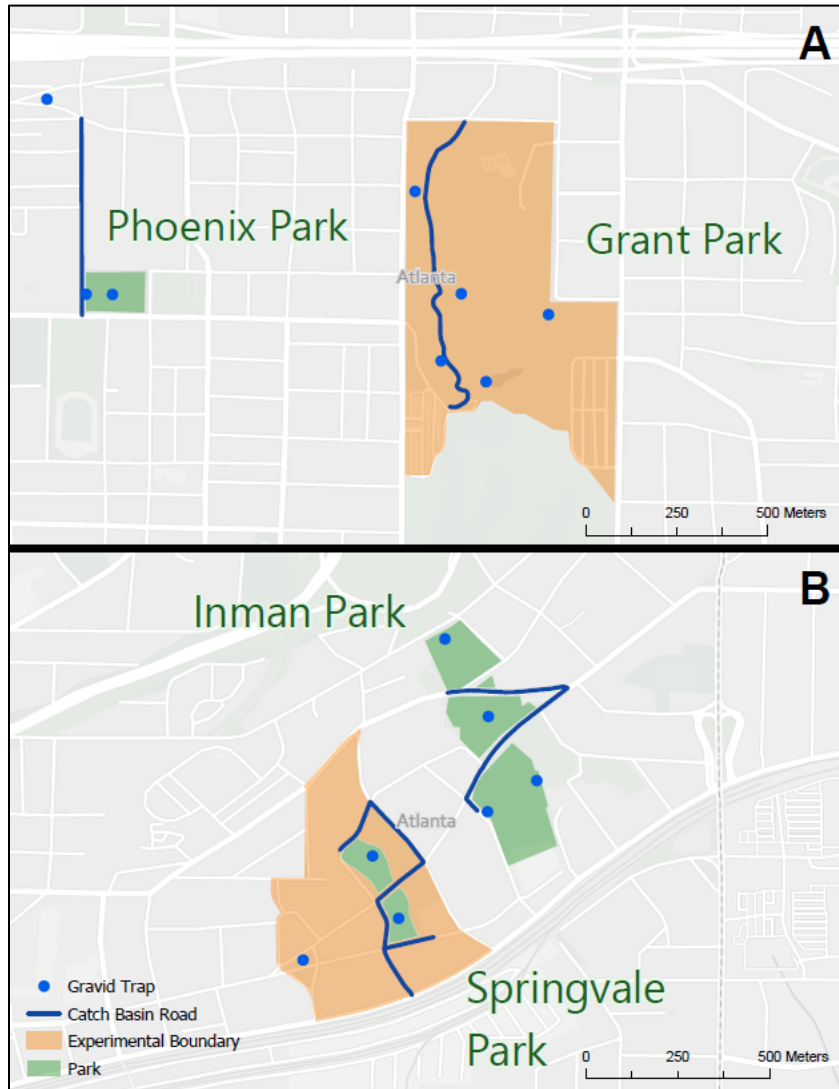 A
Phoenix Park
Grant Park
Atlanta
0 250 500 Meters
B
Inman Park
Atlanta
Springvale
Park
Gravid Trap
Catch Basin Road
Experimental Boundary
Park
0 250 500 Meters